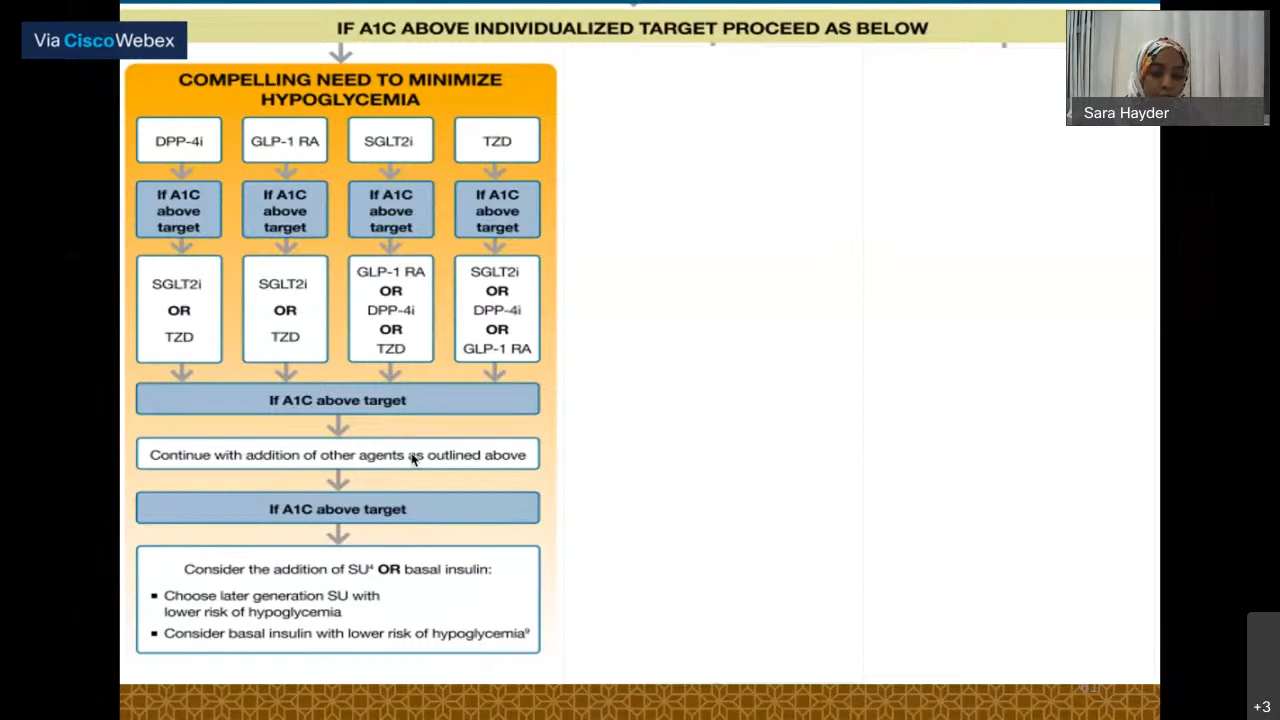 Via Cisco Webex
IF A1C ABOVE INDIVIDUALIZED TARGET PROCEED AS BELOW
Sara Hayder
COMPELLING NEED TO MINIMIZE
HYPOGLYCEMIA
DPP-4i
GLP-1 RA
SGLT2i
TZD
If A1C
above
target
If A1C
above
target
If A1C
above
target
If A1C
above
target
SGLT2i
OR
TZD
SGLT2i
OR
TZD
GLP-1 RA
OR
DPP-4i
OR
TZD
SGLT2i
OR
DPP-4i
OR
GLP-1 RA
If A1C above target
Continue with addition of other agents as outlined above
If A1C above target
Consider the addition of SU⁴ OR basal insulin:
▪ Choose later generation SU with
lower risk of hypoglycemia
▪ Consider basal insulin with lower risk of hypoglycemia⁹
61
+3